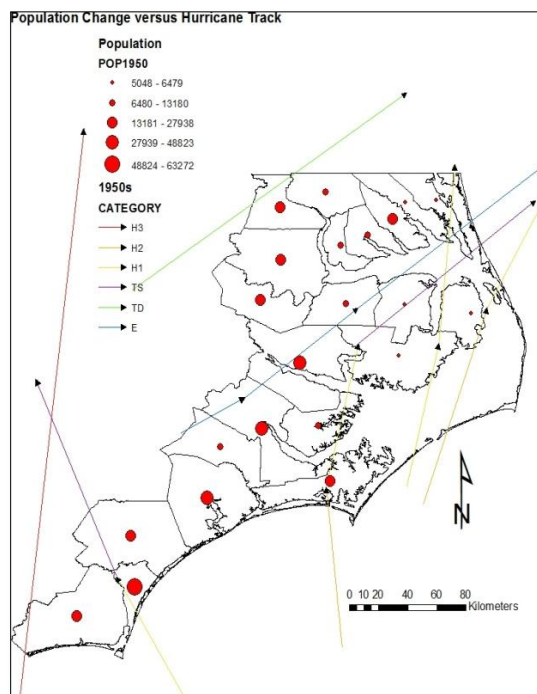 Population Change versus Hurricane Track
Population
POP1950
5048 - 6479
6480 - 13180
13181 - 27938
27939 - 48823
48824 - 63272
1950s
CATEGORY
H3
H2
H1
TS
TD
E
N
0 10 20 40 60 80
Kilometers